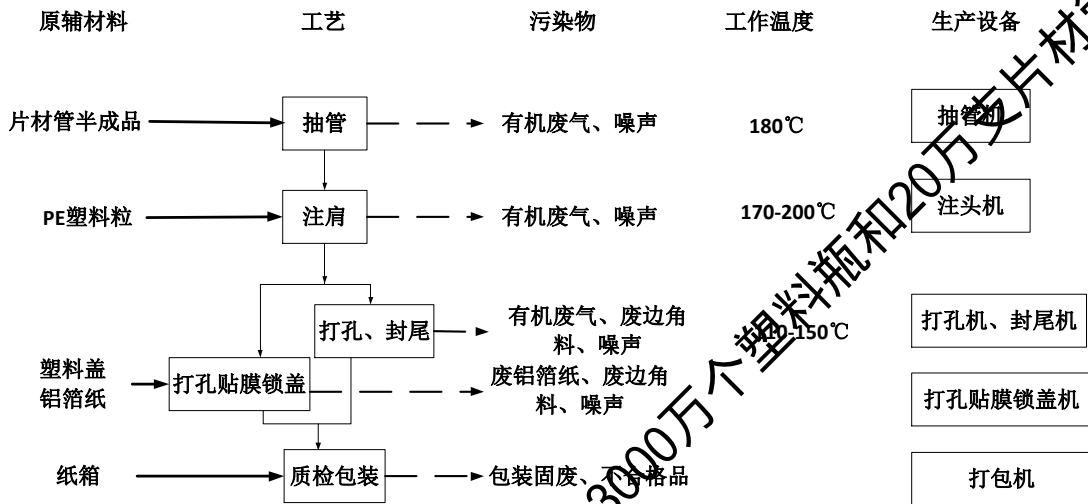 原辅材料 工艺 污染物 工作温度 生产设备
片材管半成品 抽管 有机废气、噪声 180℃ 抽管机
PE塑料粒 注肩 有机废气、噪声 170-200℃ 注头机
打孔、封尾 有机废气、废边角
料、噪声 -150℃ 打孔机、封尾机
塑料盖
铝箔纸 打孔贴膜锁盖 废铝箔纸、废边角
料、噪声 打孔贴膜锁盖机
纸箱 质检包装 包装固废、不合格品 打包机
3000万个塑料瓶和20万支片材